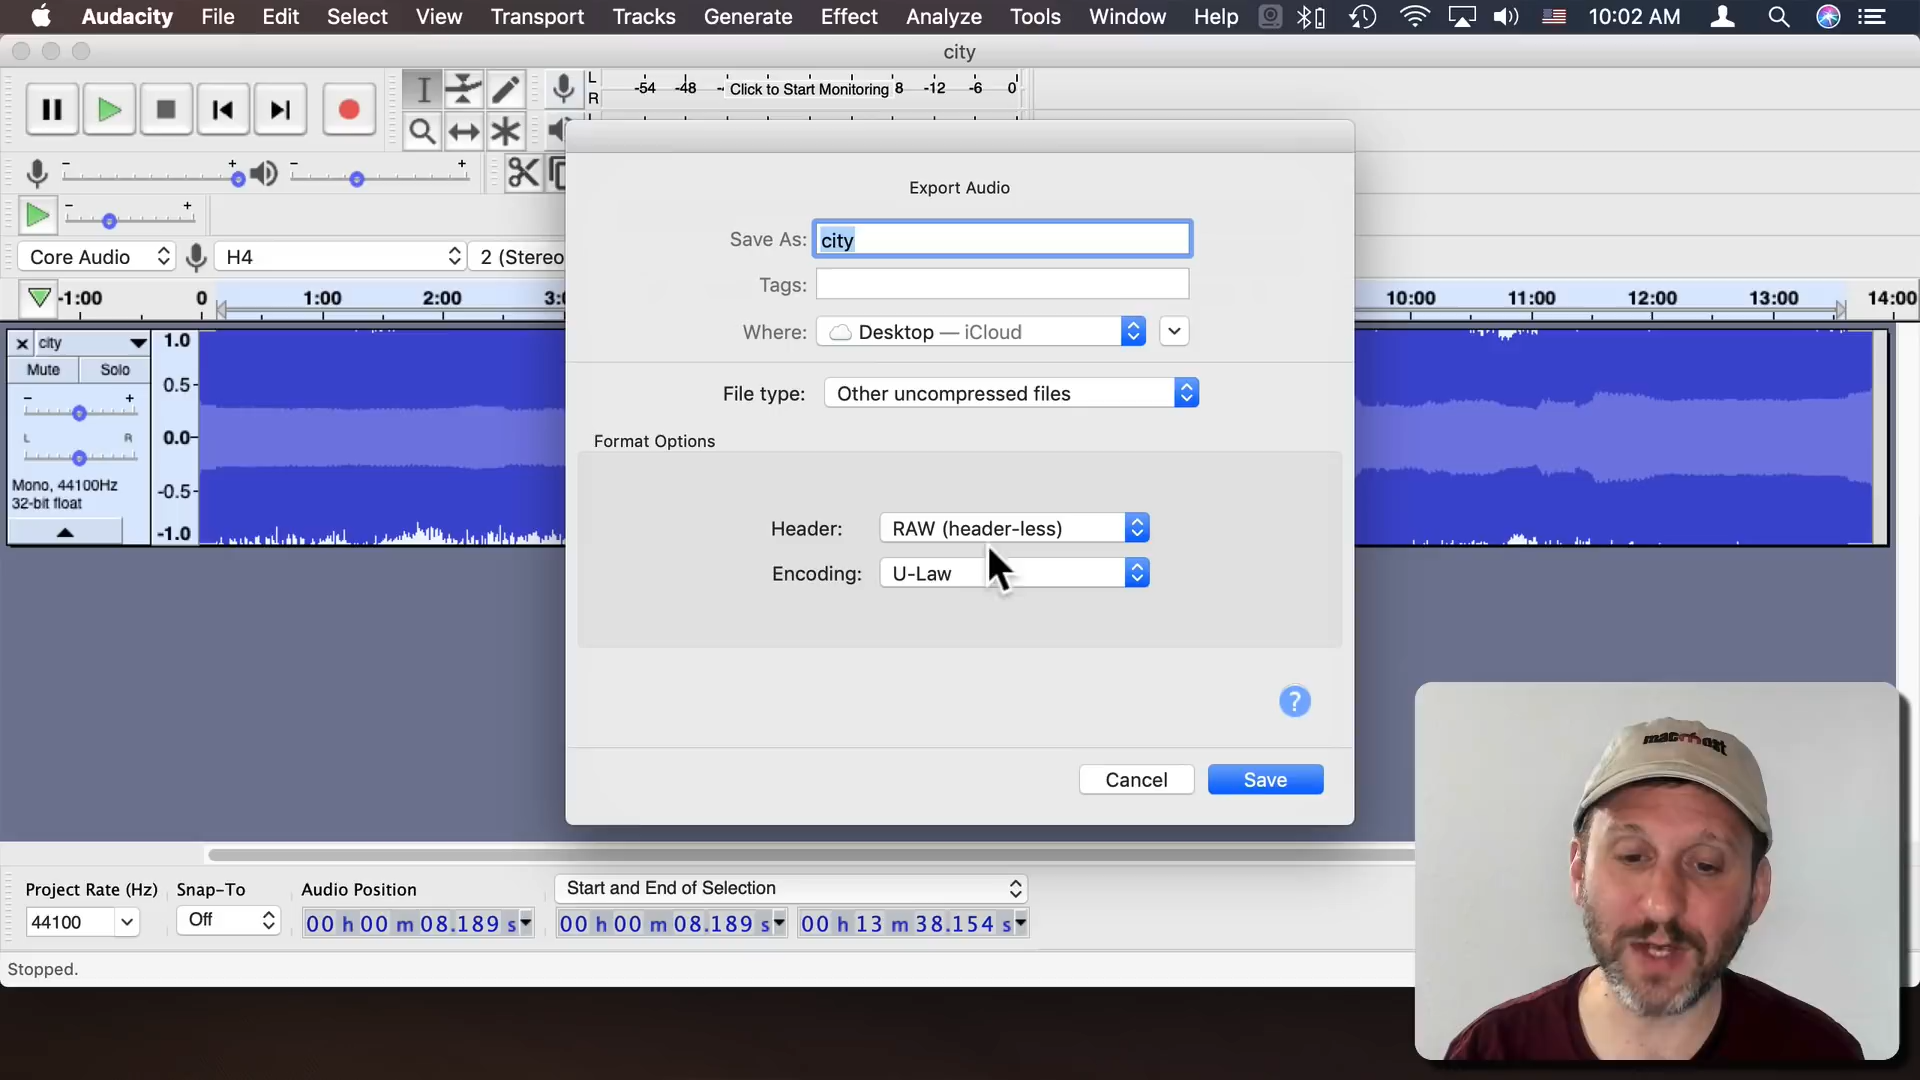 Audacity File Edit Select View Transport Tracks Generate Effect Analyze Tools Window Help 10:02 AM
city
L
R
-54 -48 - Click to Start Monitoring 8 -12 -6 0
- + - +
- +
Core Audio H4 2 (Stereo
-1:00 0 1:00 2:00 3:0 10:00 11:00 12:00 13:00 14:00
city
Mute Solo
- +
L R
Mono, 44100Hz
32-bit float
1.0
0.5-
0.0-
-0.5-
-1.0
Export Audio
Save As: city
Tags:
Where: Desktop — iCloud
File type: Other uncompressed files
Format Options
Header: RAW (header-less)
Encoding: U-Law
?
Cancel Save
Project Rate (Hz) Snap-To Audio Position Start and End of Selection
44100 Off 00 h 00 m 08.189 s 00 h 00 m 08.189 s 00 h 13 m 38.154 s
Stopped.